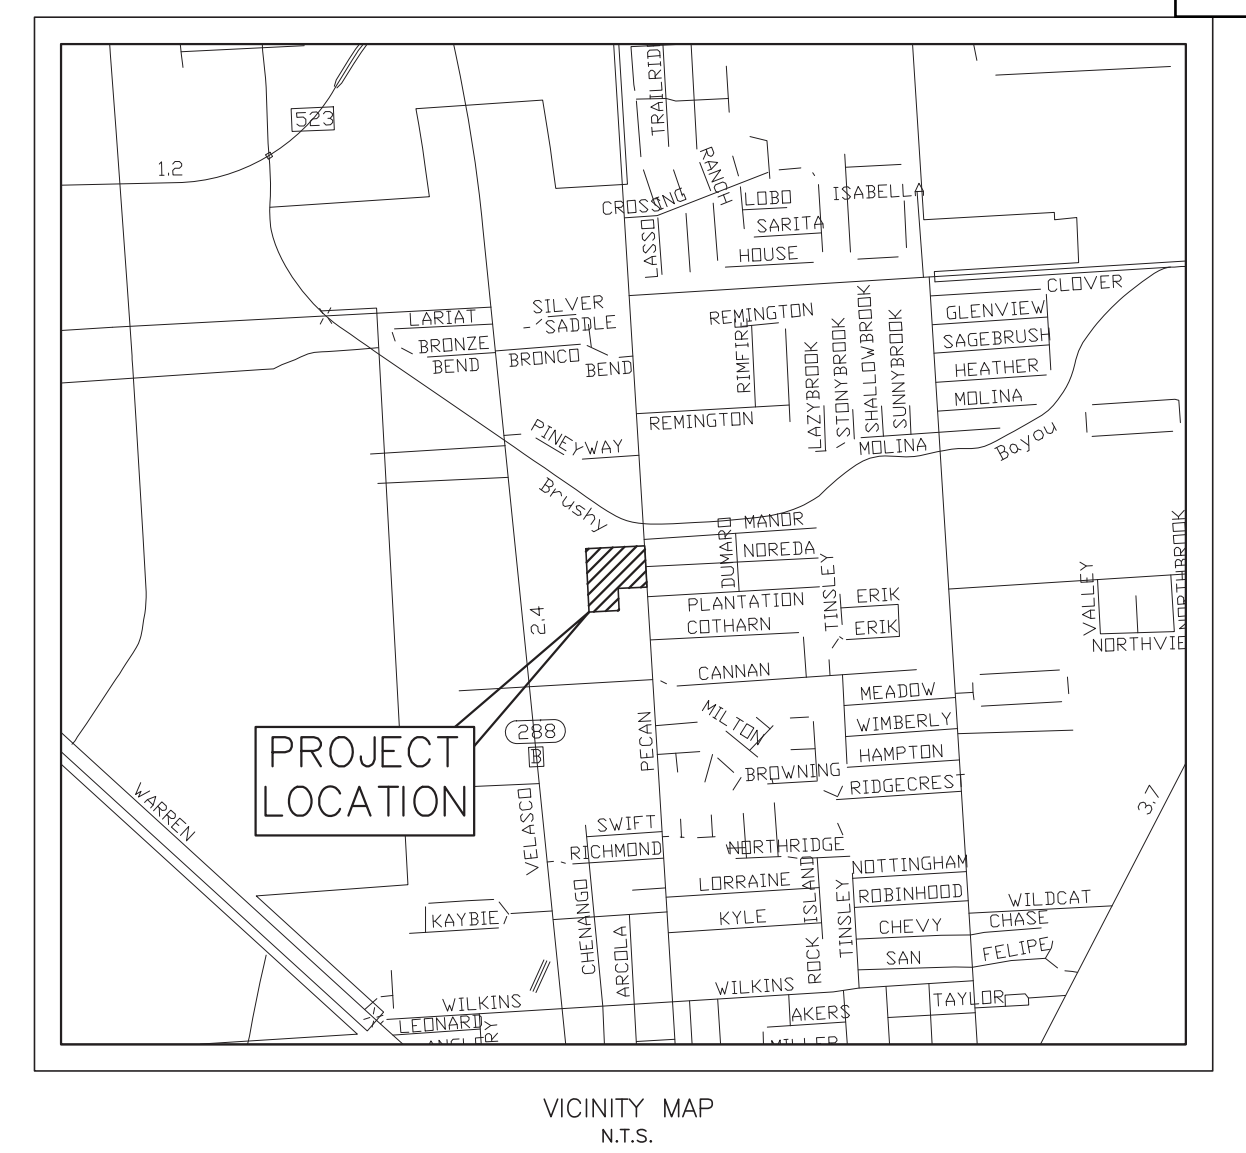 TRAILRID
523
1.2
RANCH
CROSSING
LOBO
ISABELLA
SARITA
LASSO
HOUSE
CLOVER
SILVER
SADDLE
LARIAT
REMINGTON
GLENVIEW
BRONZE
BEND
BRONCO
BEND
RIMFIRE
LAZYBROOK
STONYBROOK
SHALLOWBROOK
SUNNYBROOK
SAGEBRUSH
HEATHER
MOLINA
REMINGTON
PINEYWAY
MOLINA
Bayou
Brushy
MANOR
DUMARD
NOREDA
TINSLEY
VALLEY
NORTHBROOK
2.4
PLANTATION
ERIK
COTHARN
ERIK
NORTHVIE
CANNAN
MEADOW
MILTON
WIMBERLY
288
B
PECAN
HAMPTON
PROJECT
LOCATION
BROWNING
RIDGECREST
3.7
WARREN
VELASCO
SWIFT
RICHMOND
NORTHRIDGE
NOTTINGHAM
LORRAINE
ROCK ISLAND
TINSLEY
ROBINHOOD
WILDCAT
KAYBIE
CHENANGO
ARCOLA
KYLE
CHEVY
CHASE
SAN
FELIPE
WILKINS
WILKINS
TAYLOR
LEONARD
RY
AKERS
MILLER
VICINITY MAP
N.T.S.